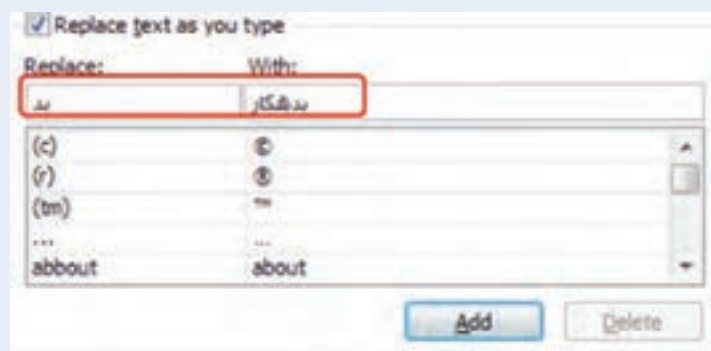 Replace text as you type
Replace: With:
بد بدهکار
(c) ©
(r) ®
(tm) ™
... ...
abbout about
Add Delete